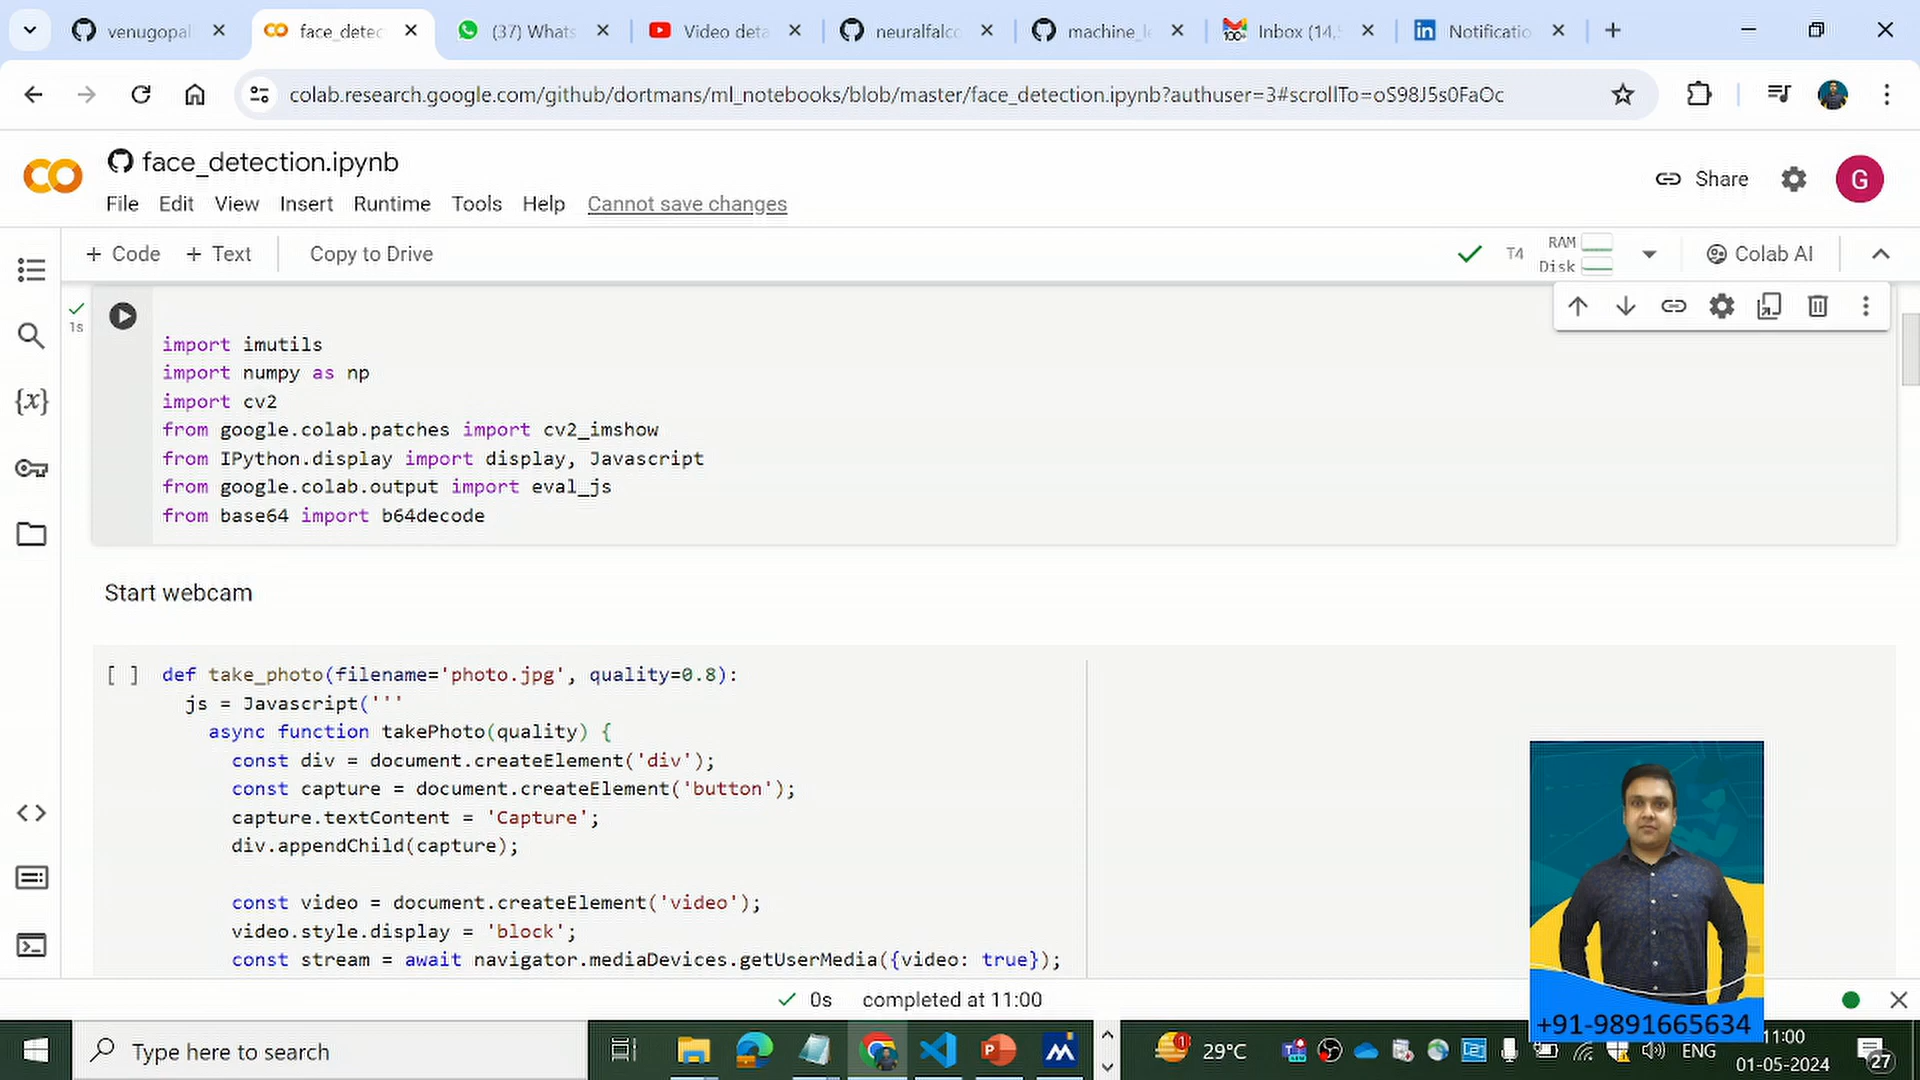 venugopal
face_detec
(37) Whats
Video deta
neuralfalco
machine_le
Inbox (14,
Notificatio
colab.research.google.com/github/dortmans/ml_notebooks/blob/master/face_detection.ipynb?authuser=3#scrollTo=oS98J5s0FaOc
face_detection.ipynb
Share
G
File Edit View Insert Runtime Tools Help Cannot save changes
+ Code + Text Copy to Drive
T4
RAM
Disk
Colab AI
1s
import imutils
import numpy as np
import cv2
from google.colab.patches import cv2_imshow
from IPython.display import display, Javascript
from google.colab.output import eval_js
from base64 import b64decode
Start webcam
[ ] def take_photo(filename='photo.jpg', quality=0.8):
js = Javascript('''
async function takePhoto(quality) {
const div = document.createElement('div');
const capture = document.createElement('button');
capture.textContent = 'Capture';
div.appendChild(capture);
const video = document.createElement('video');
video.style.display = 'block';
const stream = await navigator.mediaDevices.getUserMedia({video: true});
0s completed at 11:00
+91-9891665634
Type here to search
29°C
ENG
11:00
01-05-2024
27